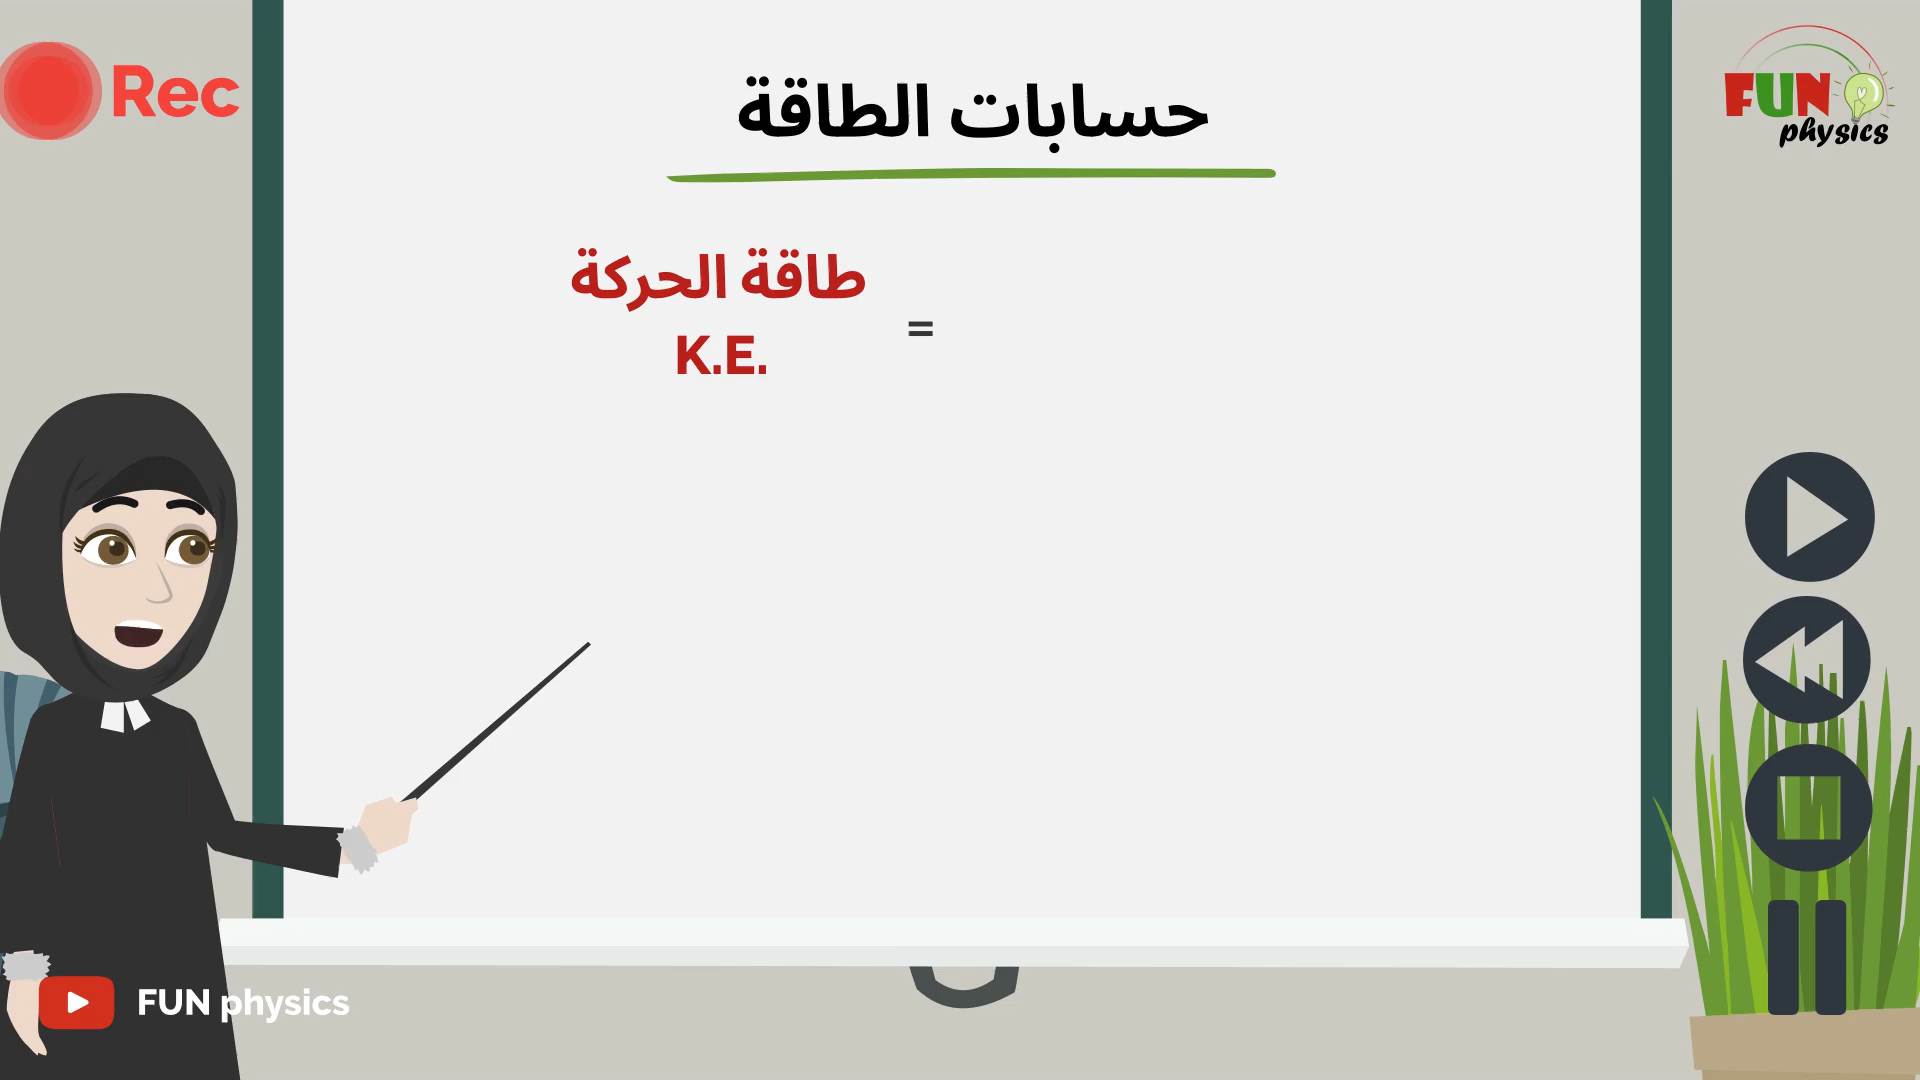 Rec
FUN
physics
حسابات الطاقة
طاقة الحركة
K.E.
=
FUN physics